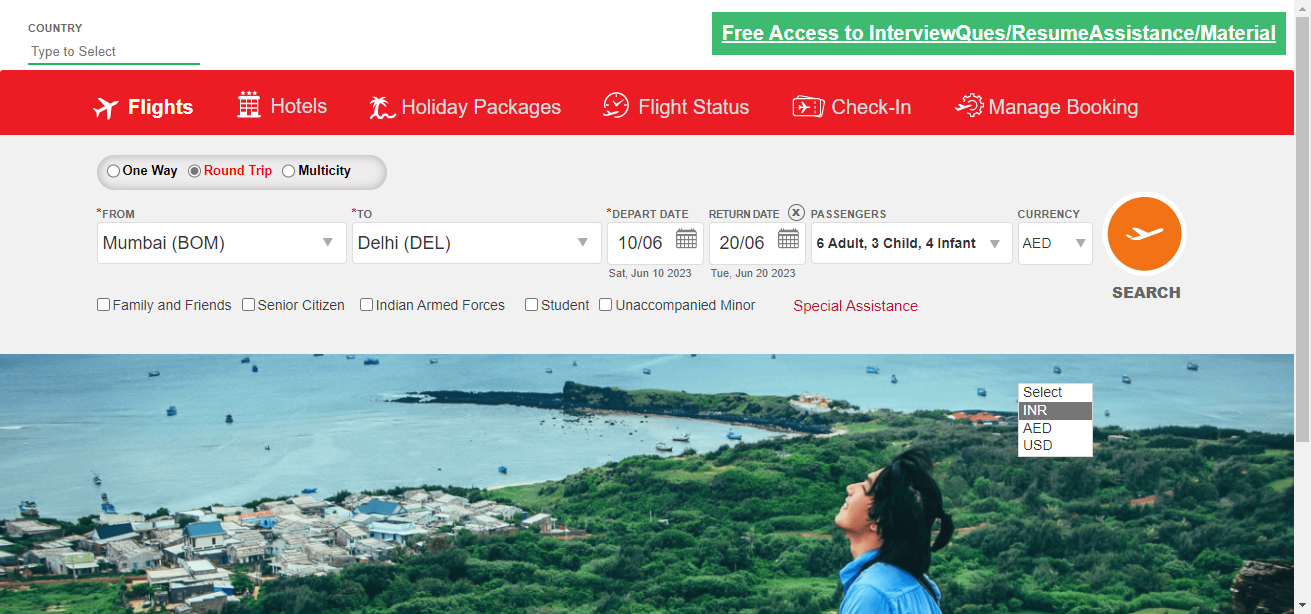 COUNTRY
Type to Select
Free Access to InterviewQues/ResumeAssistance/Material
Flights Hotels Holiday Packages Flight Status Check-In Manage Booking
One Way Round Trip Multicity
*FROM *TO *DEPART DATE RETURN DATE X PASSENGERS CURRENCY
Mumbai (BOM) Delhi (DEL) 10/06 20/06 6 Adult, 3 Child, 4 Infant AED
Sat, Jun 10 2023 Tue, Jun 20 2023
SEARCH
Family and Friends Senior Citizen Indian Armed Forces Student Unaccompanied Minor Special Assistance
Select
INR
AED
USD